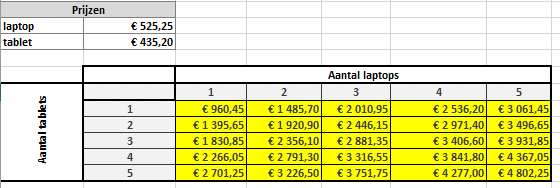 Prijzen
laptop € 525,25
tablet € 435,20
Aantal laptops
1 2 3 4 5
Aantal tablets
1 € 960,45 € 1 485,70 € 2 010,95 € 2 536,20 € 3 061,45
2 € 1 395,65 € 1 920,90 € 2 446,15 € 2 971,40 € 3 496,65
3 € 1 830,85 € 2 356,10 € 2 881,35 € 3 406,60 € 3 931,85
4 € 2 266,05 € 2 791,30 € 3 316,55 € 3 841,80 € 4 367,05
5 € 2 701,25 € 3 226,50 € 3 751,75 € 4 277,00 € 4 802,25